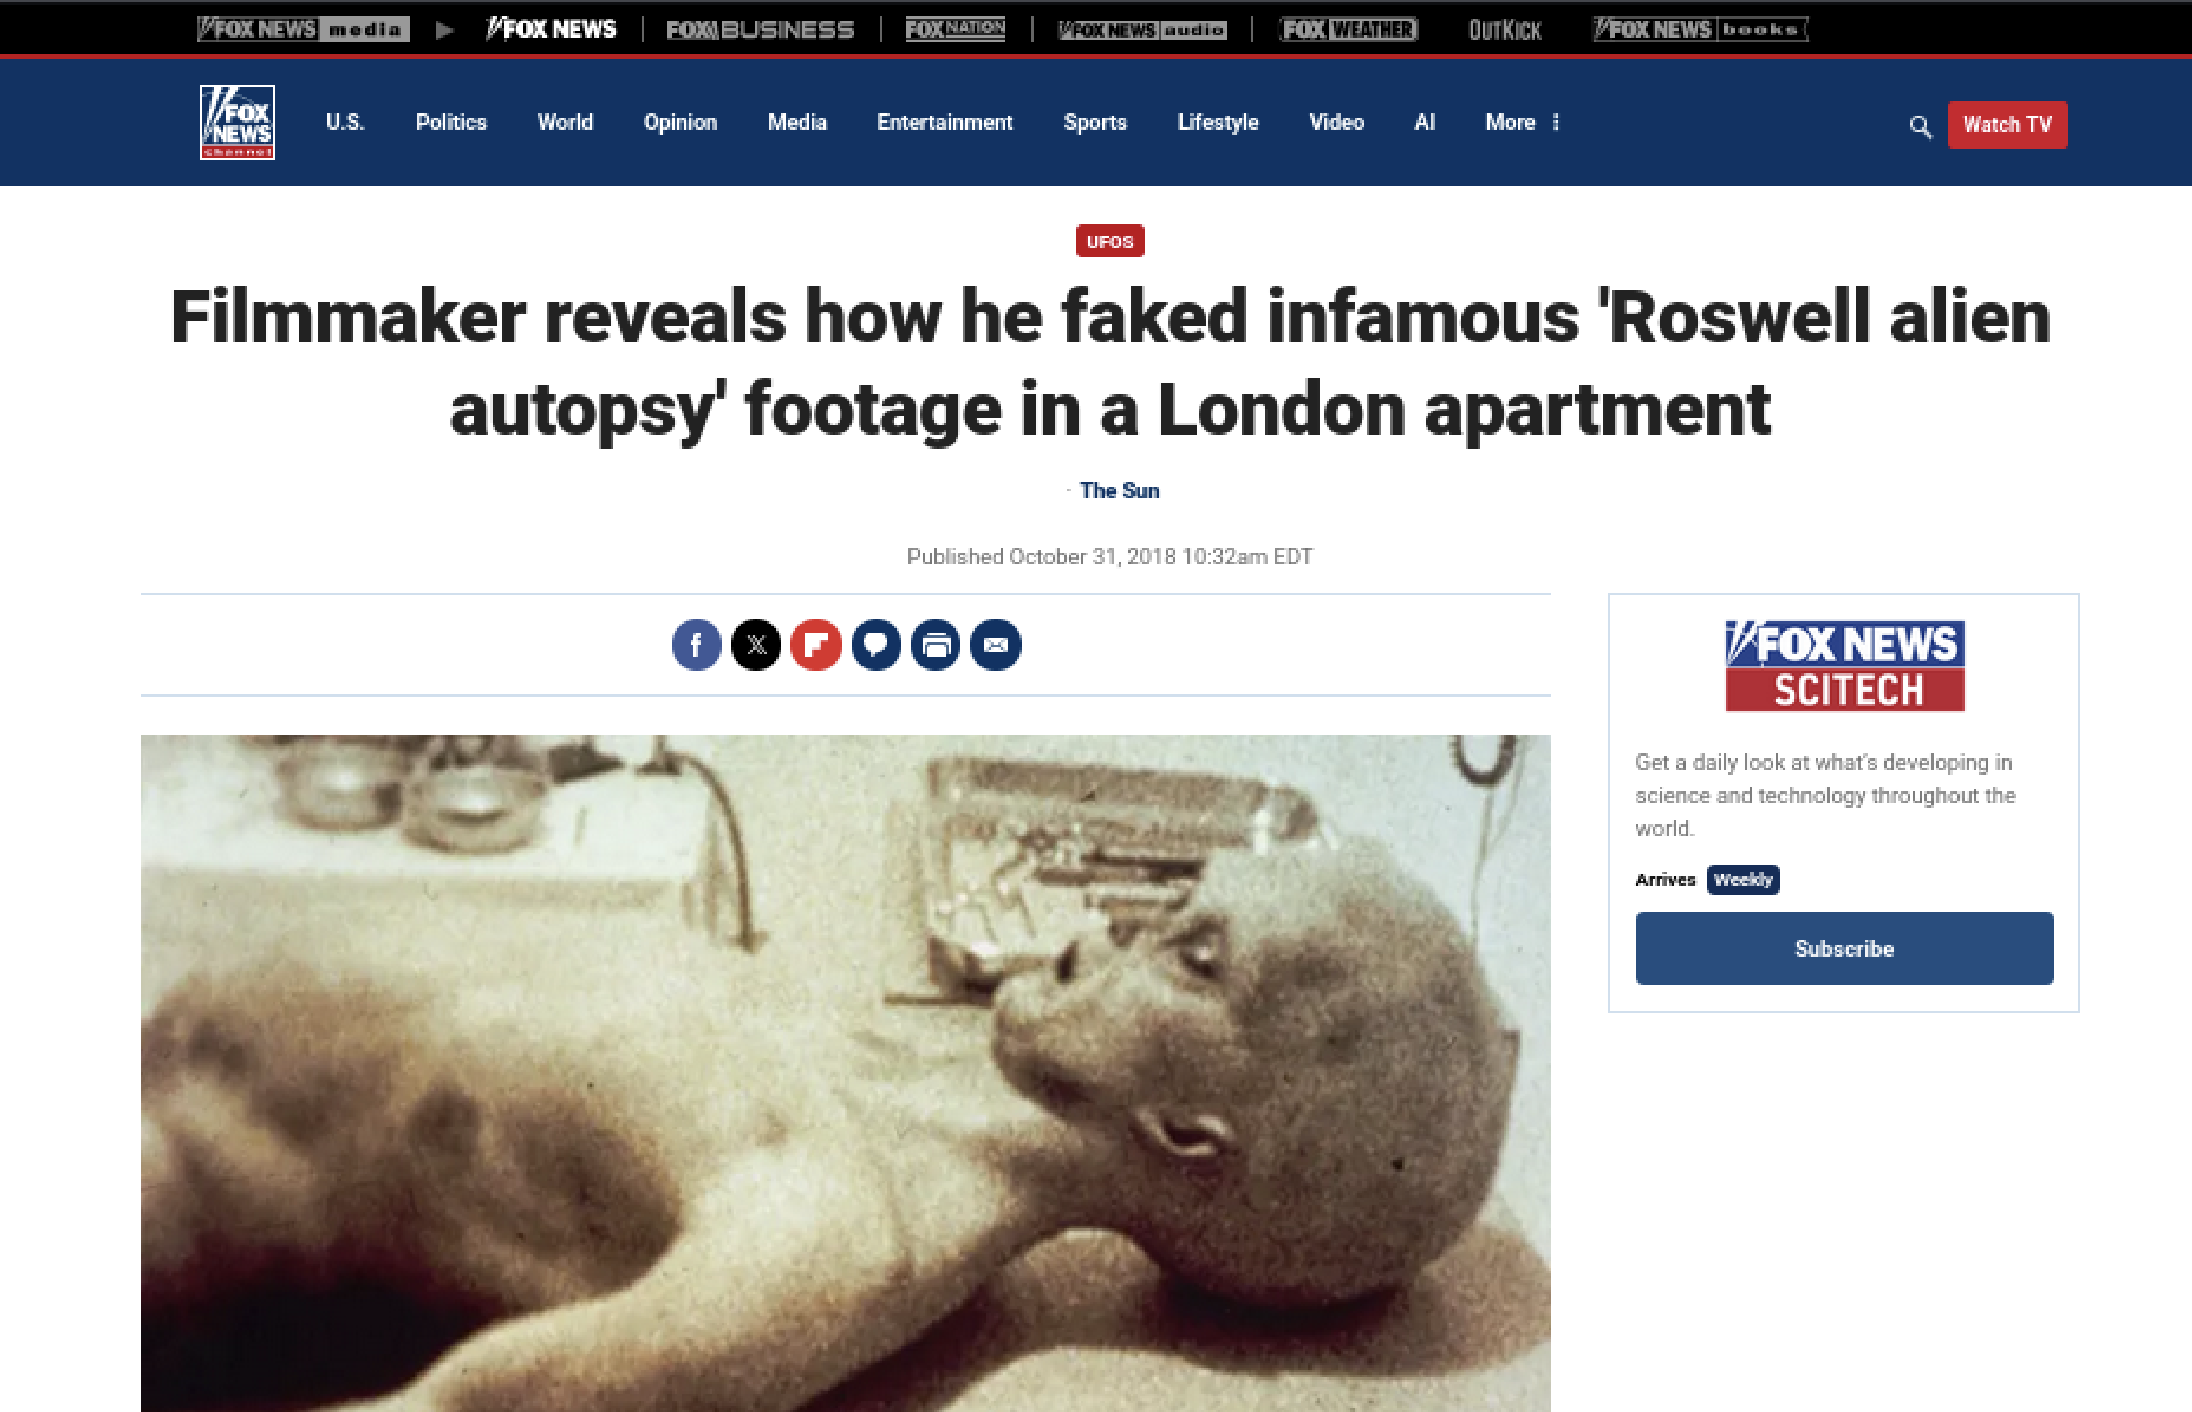 FOX NEWS media
FOX NEWS
FOX BUSINESS
FOX NATION
FOX NEWS audio
FOX WEATHER
OUTKICK
FOX NEWS books
FOX
NEWS
channel
U.S. Politics World Opinion Media Entertainment Sports Lifestyle Video AI More
Watch TV
UFOS
Filmmaker reveals how he faked infamous 'Roswell alien
autopsy' footage in a London apartment
- The Sun
Published October 31, 2018 10:32am EDT
FOX NEWS
SCITECH
Get a daily look at what's developing in
science and technology throughout the
world.
Arrives Weekly
Subscribe